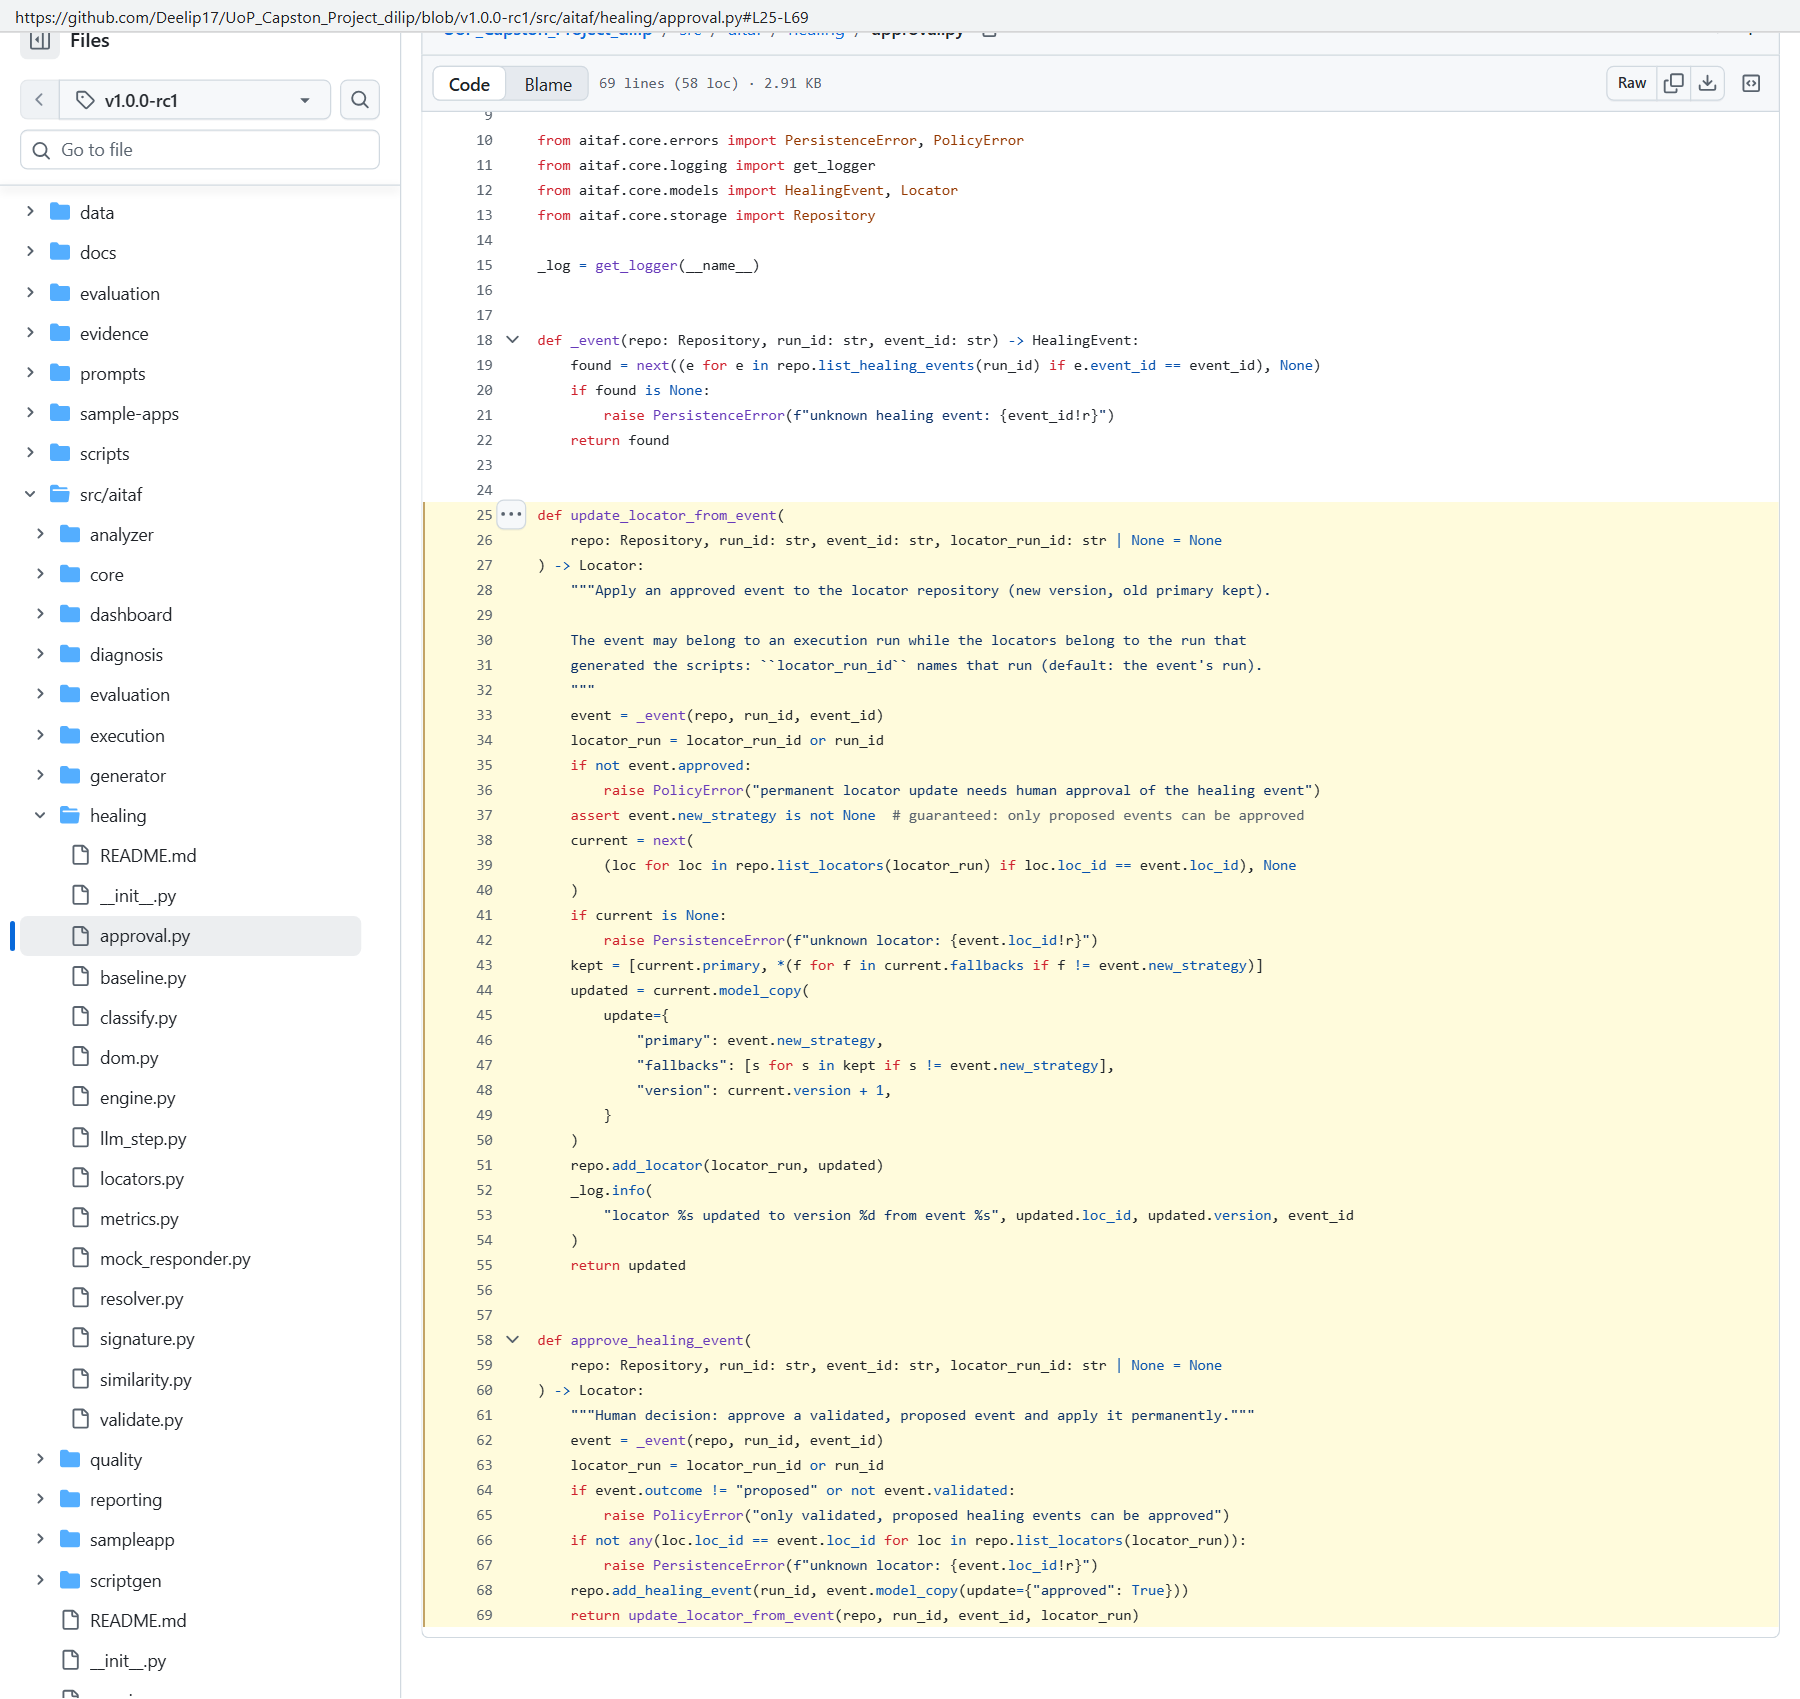 https://github.com/Deelip17/UoP_Capston_Project_dilip/blob/v1.0.0-rc1/src/aitaf/healing/approval.py#L25-L69
Files
v1.0.0-rc1
Go to file
data
docs
evaluation
evidence
prompts
sample-apps
scripts
src/aitaf
analyzer
core
dashboard
diagnosis
evaluation
execution
generator
healing
README.md
__init__.py
approval.py
baseline.py
classify.py
dom.py
engine.py
llm_step.py
locators.py
metrics.py
mock_responder.py
resolver.py
signature.py
similarity.py
validate.py
quality
reporting
sampleapp
scriptgen
README.md
__init__.py
UoP_Capston_Project_dilip / src / aitaf / healing / approval.py
Code Blame 69 lines (58 loc) · 2.91 KB Raw
9
10 from aitaf.core.errors import PersistenceError, PolicyError
11 from aitaf.core.logging import get_logger
12 from aitaf.core.models import HealingEvent, Locator
13 from aitaf.core.storage import Repository
14
15 _log = get_logger(__name__)
16
17
18 def _event(repo: Repository, run_id: str, event_id: str) -> HealingEvent:
19     found = next((e for e in repo.list_healing_events(run_id) if e.event_id == event_id), None)
20     if found is None:
21         raise PersistenceError(f"unknown healing event: {event_id!r}")
22     return found
23
24
25 def update_locator_from_event(
26     repo: Repository, run_id: str, event_id: str, locator_run_id: str | None = None
27 ) -> Locator:
28     """Apply an approved event to the locator repository (new version, old primary kept).
29
30     The event may belong to an execution run while the locators belong to the run that
31     generated the scripts: ``locator_run_id`` names that run (default: the event's run).
32     """
33     event = _event(repo, run_id, event_id)
34     locator_run = locator_run_id or run_id
35     if not event.approved:
36         raise PolicyError("permanent locator update needs human approval of the healing event")
37     assert event.new_strategy is not None  # guaranteed: only proposed events can be approved
38     current = next(
39         (loc for loc in repo.list_locators(locator_run) if loc.loc_id == event.loc_id), None
40     )
41     if current is None:
42         raise PersistenceError(f"unknown locator: {event.loc_id!r}")
43     kept = [current.primary, *(f for f in current.fallbacks if f != event.new_strategy)]
44     updated = current.model_copy(
45         update={
46             "primary": event.new_strategy,
47             "fallbacks": [s for s in kept if s != event.new_strategy],
48             "version": current.version + 1,
49         }
50     )
51     repo.add_locator(locator_run, updated)
52     _log.info(
53         "locator %s updated to version %d from event %s", updated.loc_id, updated.version, event_id
54     )
55     return updated
56
57
58 def approve_healing_event(
59     repo: Repository, run_id: str, event_id: str, locator_run_id: str | None = None
60 ) -> Locator:
61     """Human decision: approve a validated, proposed event and apply it permanently."""
62     event = _event(repo, run_id, event_id)
63     locator_run = locator_run_id or run_id
64     if event.outcome != "proposed" or not event.validated:
65         raise PolicyError("only validated, proposed healing events can be approved")
66     if not any(loc.loc_id == event.loc_id for loc in repo.list_locators(locator_run)):
67         raise PersistenceError(f"unknown locator: {event.loc_id!r}")
68     repo.add_healing_event(run_id, event.model_copy(update={"approved": True}))
69     return update_locator_from_event(repo, run_id, event_id, locator_run)